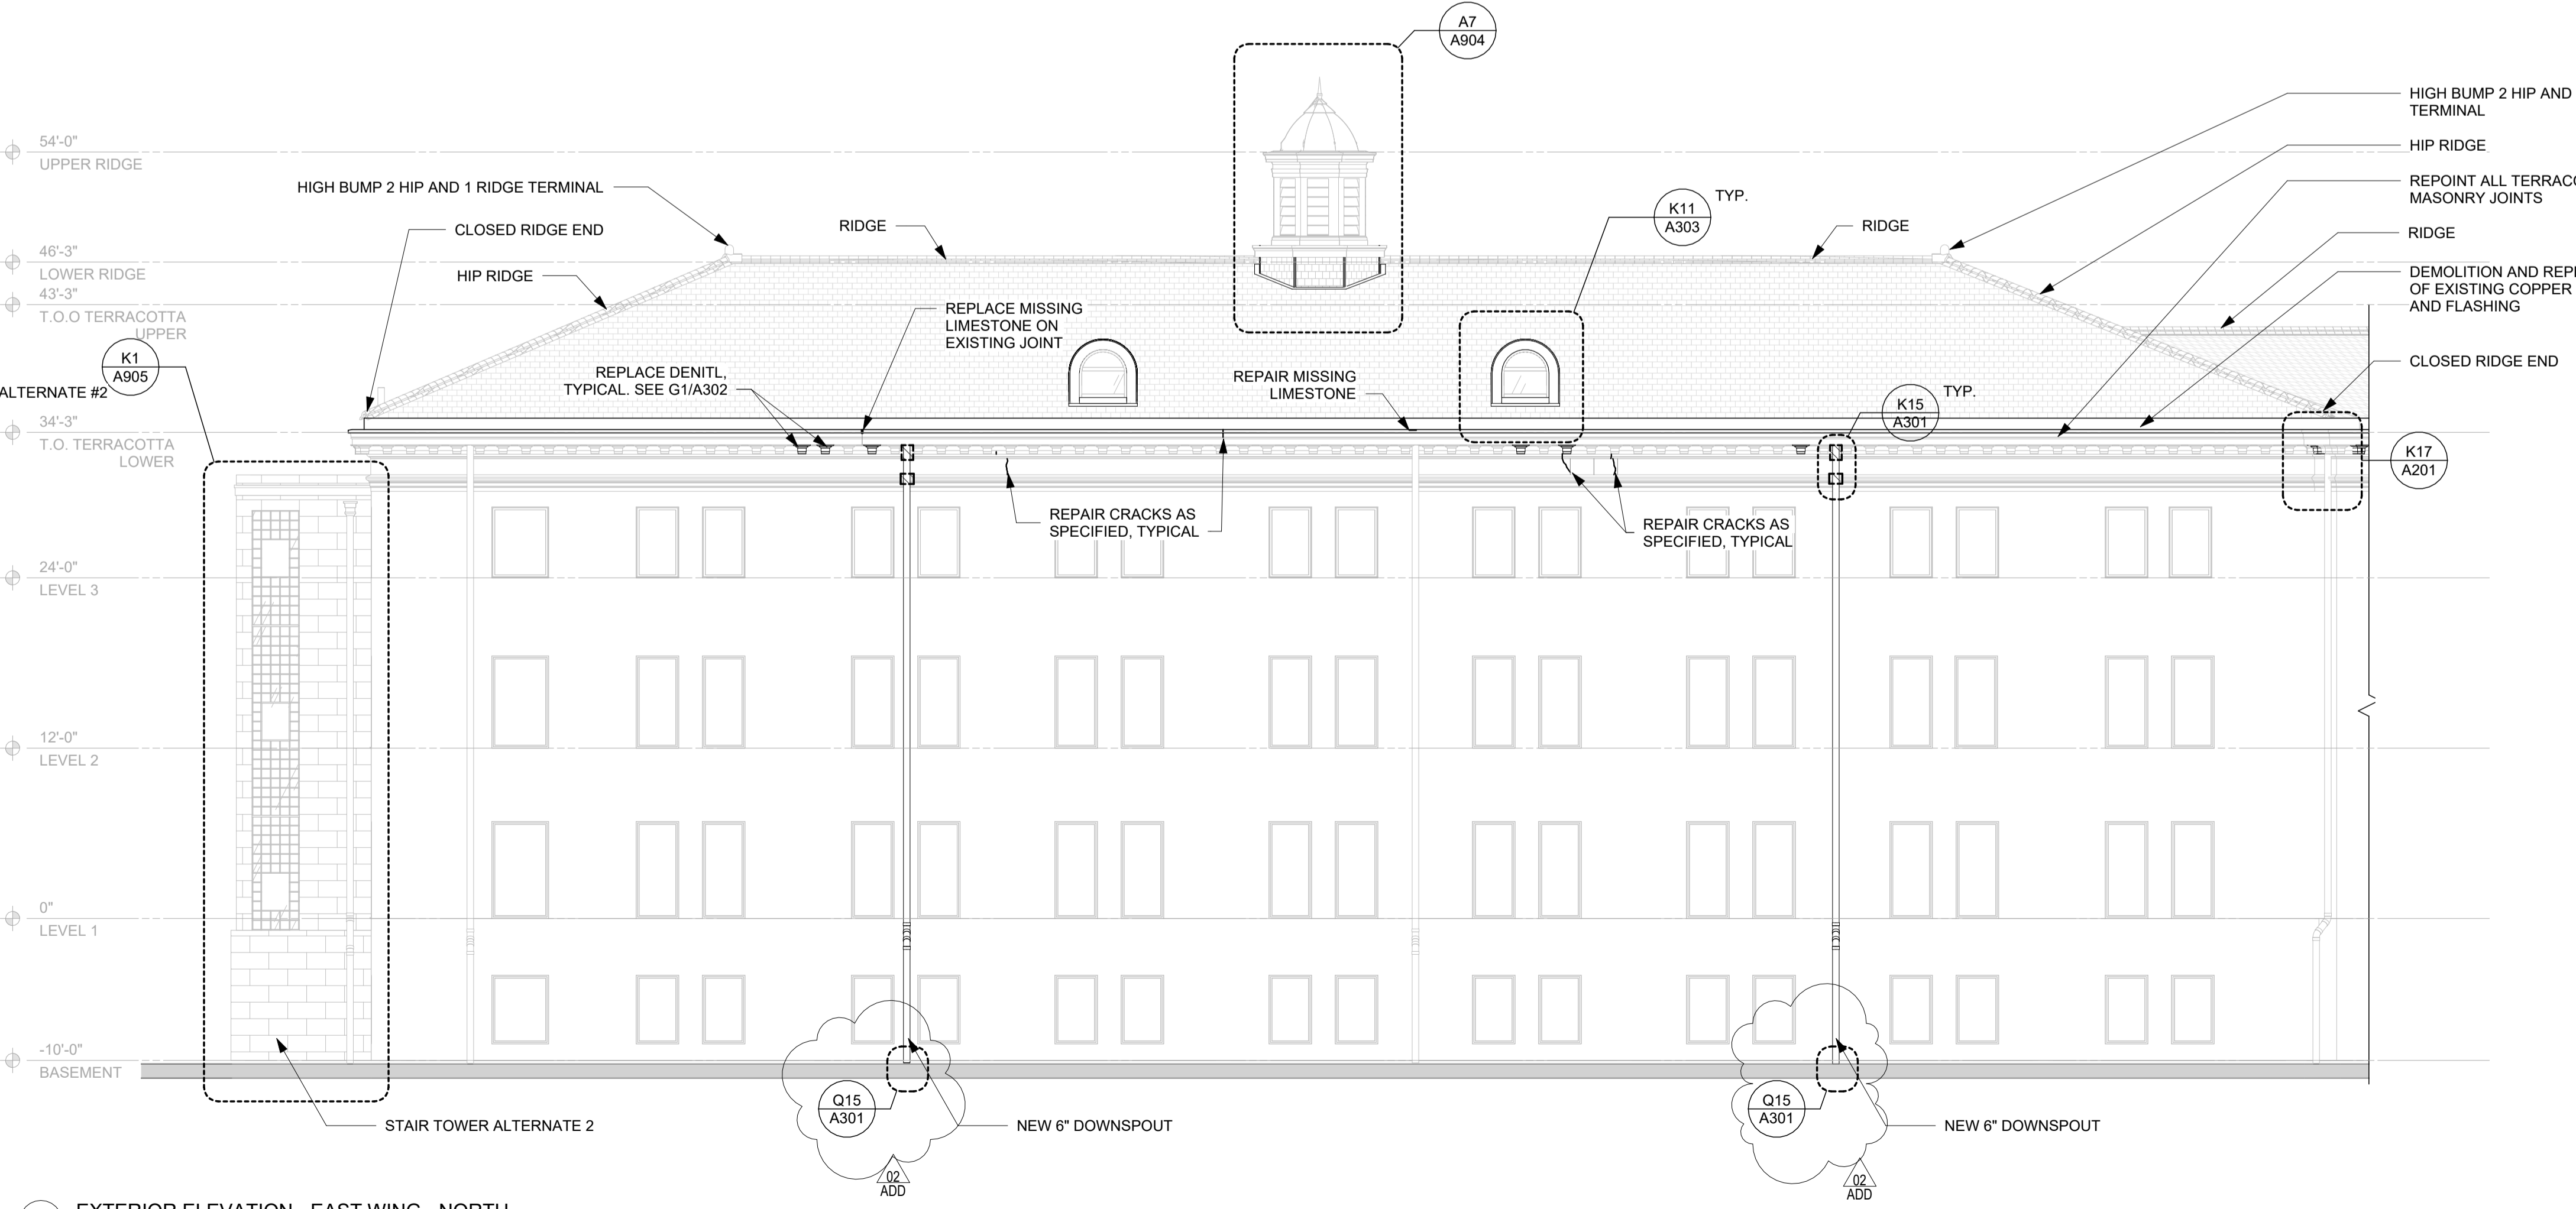 A7
A904
HIGH BUMP 2 HIP AND
TERMINAL
54'-0"
UPPER RIDGE
HIP RIDGE
HIGH BUMP 2 HIP AND 1 RIDGE TERMINAL
K11
A303
TYP.
REPOINT ALL
MASONRY JOINTS
CLOSED RIDGE END
RIDGE
RIDGE
RIDGE
46'-3"
LOWER RIDGE
HIP RIDGE
DEMOLITION AND
OF EXISTING COPPER
AND FLASHING
43'-3"
T.O.O TERRACOTTA
UPPER
REPLACE MISSING
LIMESTONE ON
EXISTING JOINT
K1
A905
ALTERNATE #2
REPLACE DENITL,
TYPICAL. SEE G1/A302
REPAIR MISSING
LIMESTONE
CLOSED RIDGE END
K15
A301
TYP.
34'-3"
T.O. TERRACOTTA
LOWER
K17
A201
REPAIR CRACKS AS
SPECIFIED, TYPICAL
REPAIR CRACKS AS
SPECIFIED, TYPICAL
24'-0"
LEVEL 3
12'-0"
LEVEL 2
0"
LEVEL 1
-10'-0"
BASEMENT
Q15
A301
Q15
A301
STAIR TOWER ALTERNATE 2
NEW 6" DOWNSPOUT
NEW 6" DOWNSPOUT
02
ADD
02
ADD
EXTERIOR ELEVATION - EAST WING - NORTH